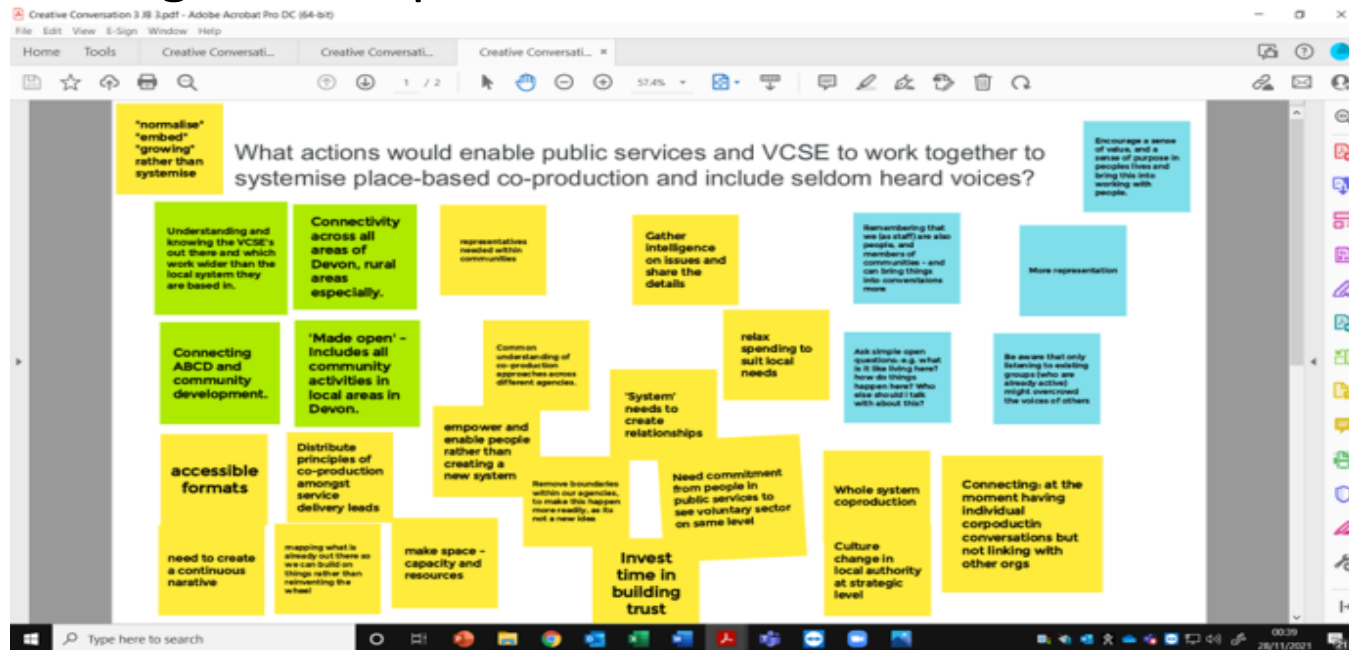 Creative Conversation 3 JB 3.pdf - Adobe Acrobat Pro DC (64-bit)
File Edit View E-Sign Window Help
Home Tools Creative Conversati... Creative Conversati... Creative Conversati... ×
1 / 2 57.4%
"normalise"
"embed"
"growing"
rather than
systemise
What actions would enable public services and VCSE to work together to
systemise place-based co-production and include seldom heard voices?
Encourage a sense
of value, and a
sense of purpose in
peoples lives and
bring this into
working with
people.
Understanding and
knowing the VCSE's
out there and which
work wider than the
local system they
are based in.
Connectivity
across all
areas of
Devon, rural
areas
especially.
representatives
needed within
communities
Gather
intelligence
on issues and
share the
details
Remembering that
we (as staff) are also
people, and
members of
communities - and
can bring things
into converstaions
more
More representation
Connecting
ABCD and
community
development.
'Made open' -
Includes all
community
activities in
local areas in
Devon.
Common
understanding of
co-production
approaches across
different agencies.
relax
spending to
suit local
needs
Ask simple open
questions: e.g. what
is it like living here?
how do things
happen here? Who
else should i talk
with about this?
Be aware that only
listening to existing
groups (who are
already active)
might overcrowd
the voices of others
'System'
needs to
create
relationships
empower and
enable people
rather than
creating a
new system
accessible
formats
Distribute
principles of
co-production
amongst
service
delivery leads
Remove boundaries
within our agencies,
to make this happen
more readily, as its
not a new idea
Need commitment
from people in
public services to
see voluntary sector
on same level
Whole system
coproduction
Connecting: at the
moment having
individual
corpoductin
conversations but
not linking with
other orgs
need to create
a continuous
narative
mapping what is
already out there so
we can build on
things rather than
reinventing the
wheel
make space -
capacity and
resources
Invest
time in
building
trust
Culture
change in
local authority
at strategic
level
Type here to search
00:39
28/11/2021